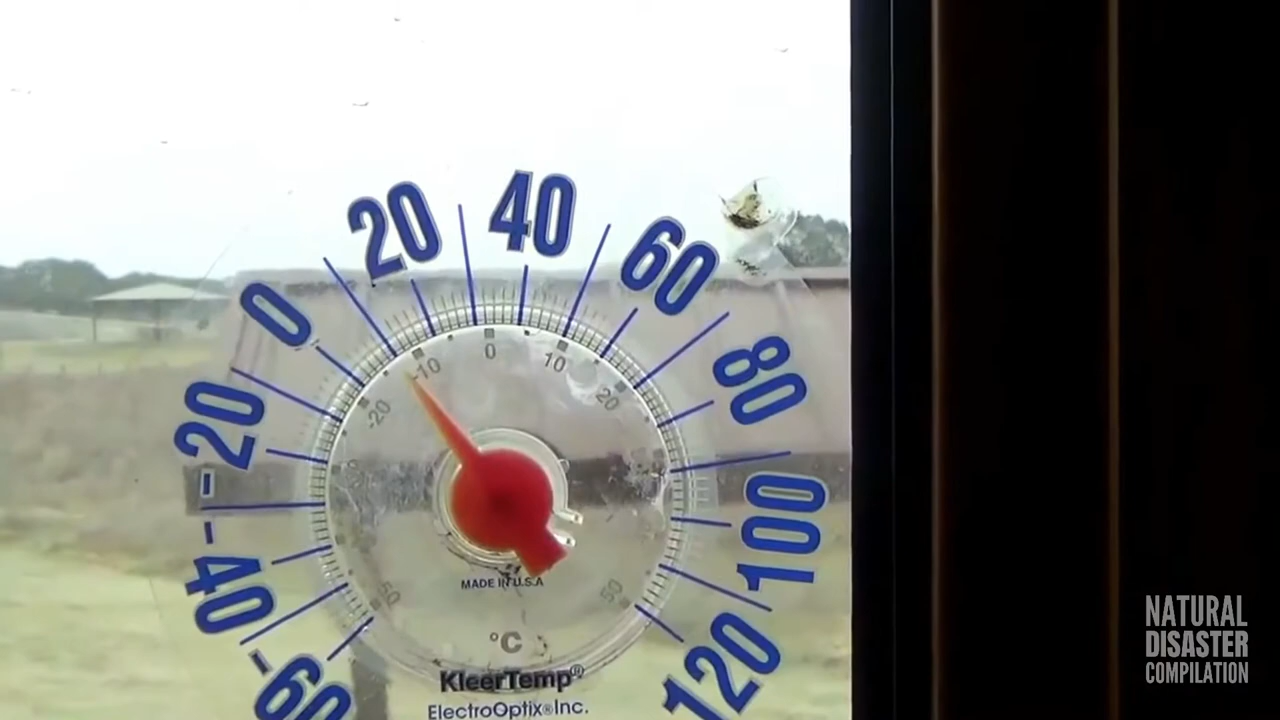 20
40
60
0
80
-20
100
-40
120
-60
0
10
-10
20
-20
50
50
MADE IN U.S.A
°C
KleerTemp®
ElectroOptix®Inc.
NATURAL
DISASTER
COMPILATION